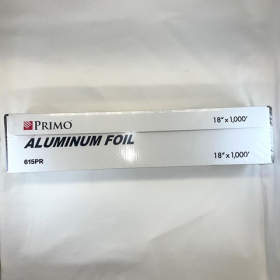 PRIMO 18" x 1,000'
ALUMINUM FOIL
615PR 18" x 1,000'